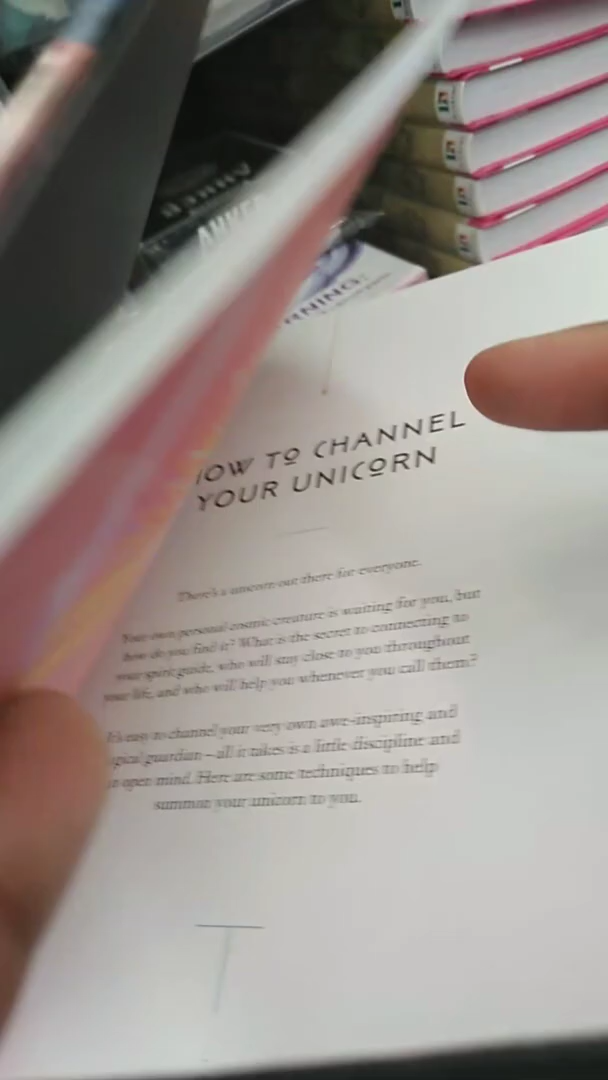 ANKER
RNING:
HOW TO CHANNEL
YOUR UNICORN
There's a unicorn out there for everyone.
Your own personal cosmic creature is waiting for you, but
how do you find it? What is the secret to connecting to
your spirit guide, who will stay close to you throughout
your life, and who will help you whenever you call them?
It's easy to channel your very own awe-inspiring and
gical guardian – all it takes is a little discipline and
n open mind. Here are some techniques to help
summon your unicorn to you.